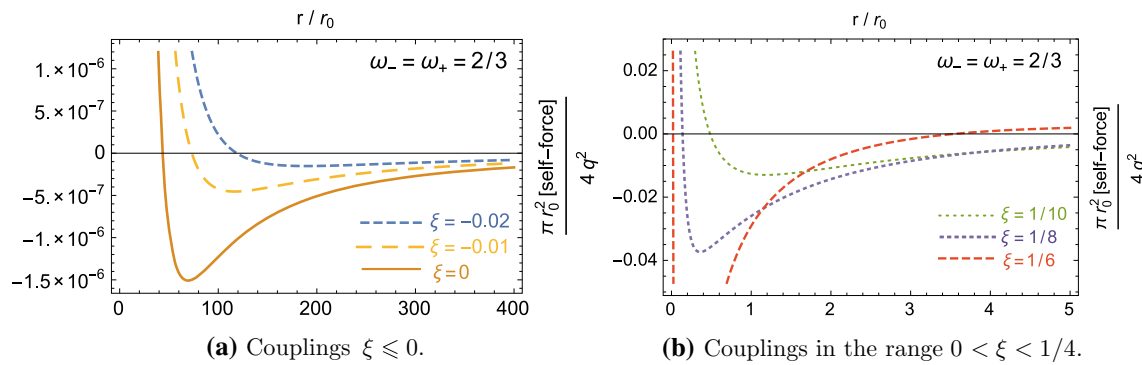 r / r₀
ω₋ = ω₊ = 2/3
1. × 10⁻⁶
5. × 10⁻⁷
0
−5. × 10⁻⁷
−1. × 10⁻⁶
−1.5 × 10⁻⁶
0 100 200 300 400
ξ = −0.02
ξ = −0.01
ξ = 0
π r₀² [self−force]
4 q²
(a) Couplings ξ ⩽ 0.
r / r₀
ω₋ = ω₊ = 2/3
0.02
0.00
−0.02
−0.04
0 1 2 3 4 5
ξ = 1/10
ξ = 1/8
ξ = 1/6
π r₀² [self−force]
4 q²
(b) Couplings in the range 0 < ξ < 1/4.